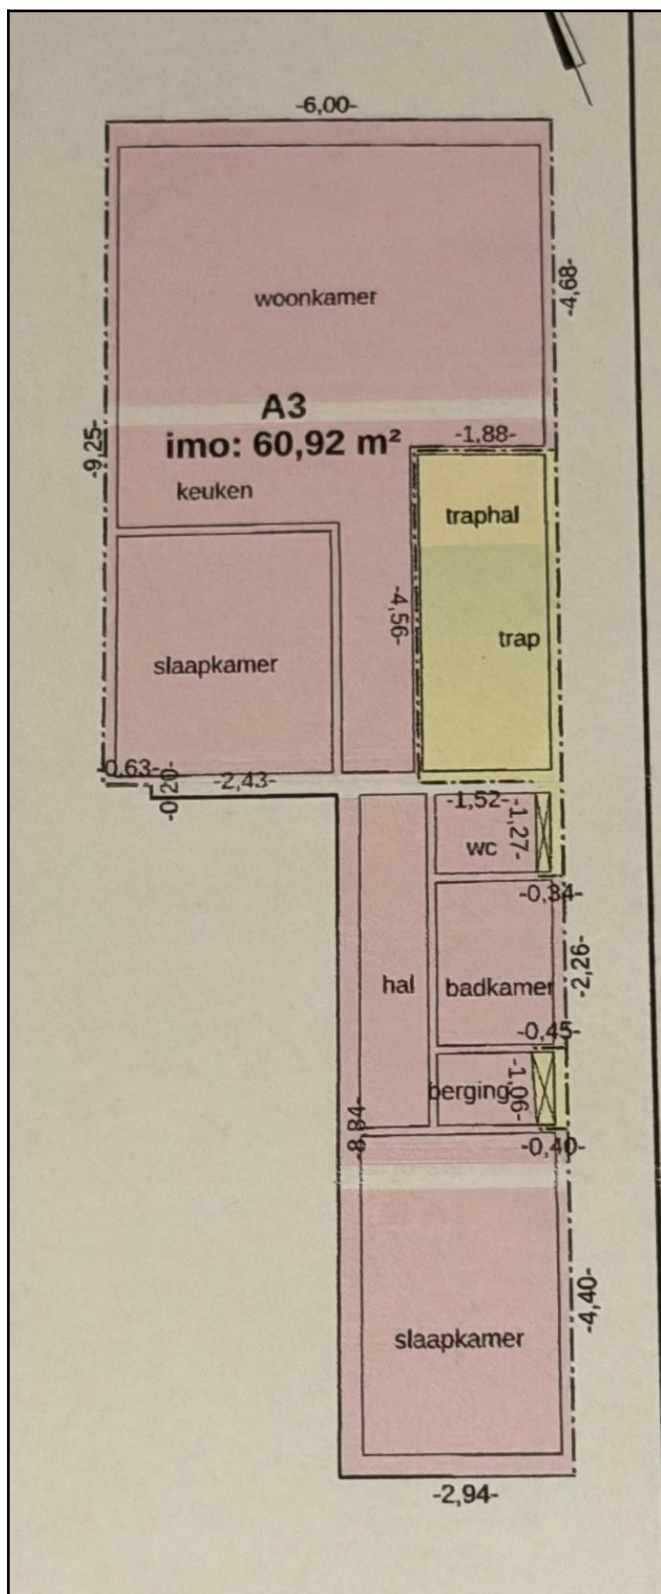 -6,00-
-4,68-
woonkamer
A3
imo: 60,92 m²
-1,88-
-9,25-
keuken
traphal
-4,56-
trap
slaapkamer
0,63-
-0,20-
-2,43-
-1,52-
-1,27-
wc
-0,34-
-2,26-
hal
badkamer
-0,45-
berging
-1,06-
-8,84-
-0,40-
-4,40-
slaapkamer
-2,94-